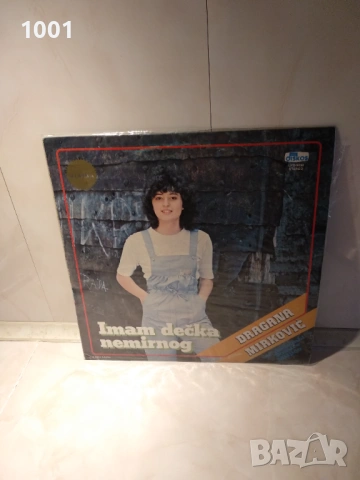 1001
Imam dečka
nemirnog
DRAGANA
MIRKOVIĆ
BAZAR